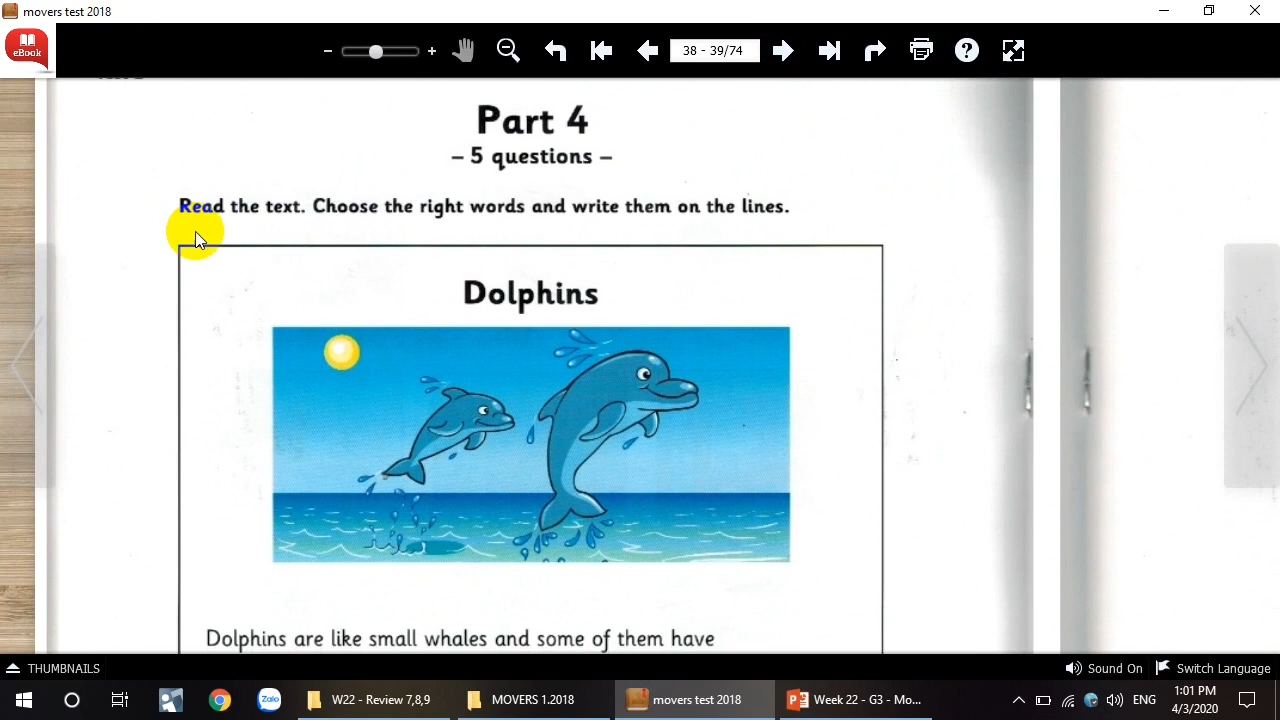 movers test 2018
eBook
38 - 39/74
Part 4
– 5 questions –
Read the text. Choose the right words and write them on the lines.
Dolphins
Dolphins are like small whales and some of them have
THUMBNAILS
Sound On
Switch Language
Zalo
W22 - Review 7,8,9
MOVERS 1.2018
movers test 2018
Week 22 - G3 - Mo...
ENG
1:01 PM
4/3/2020